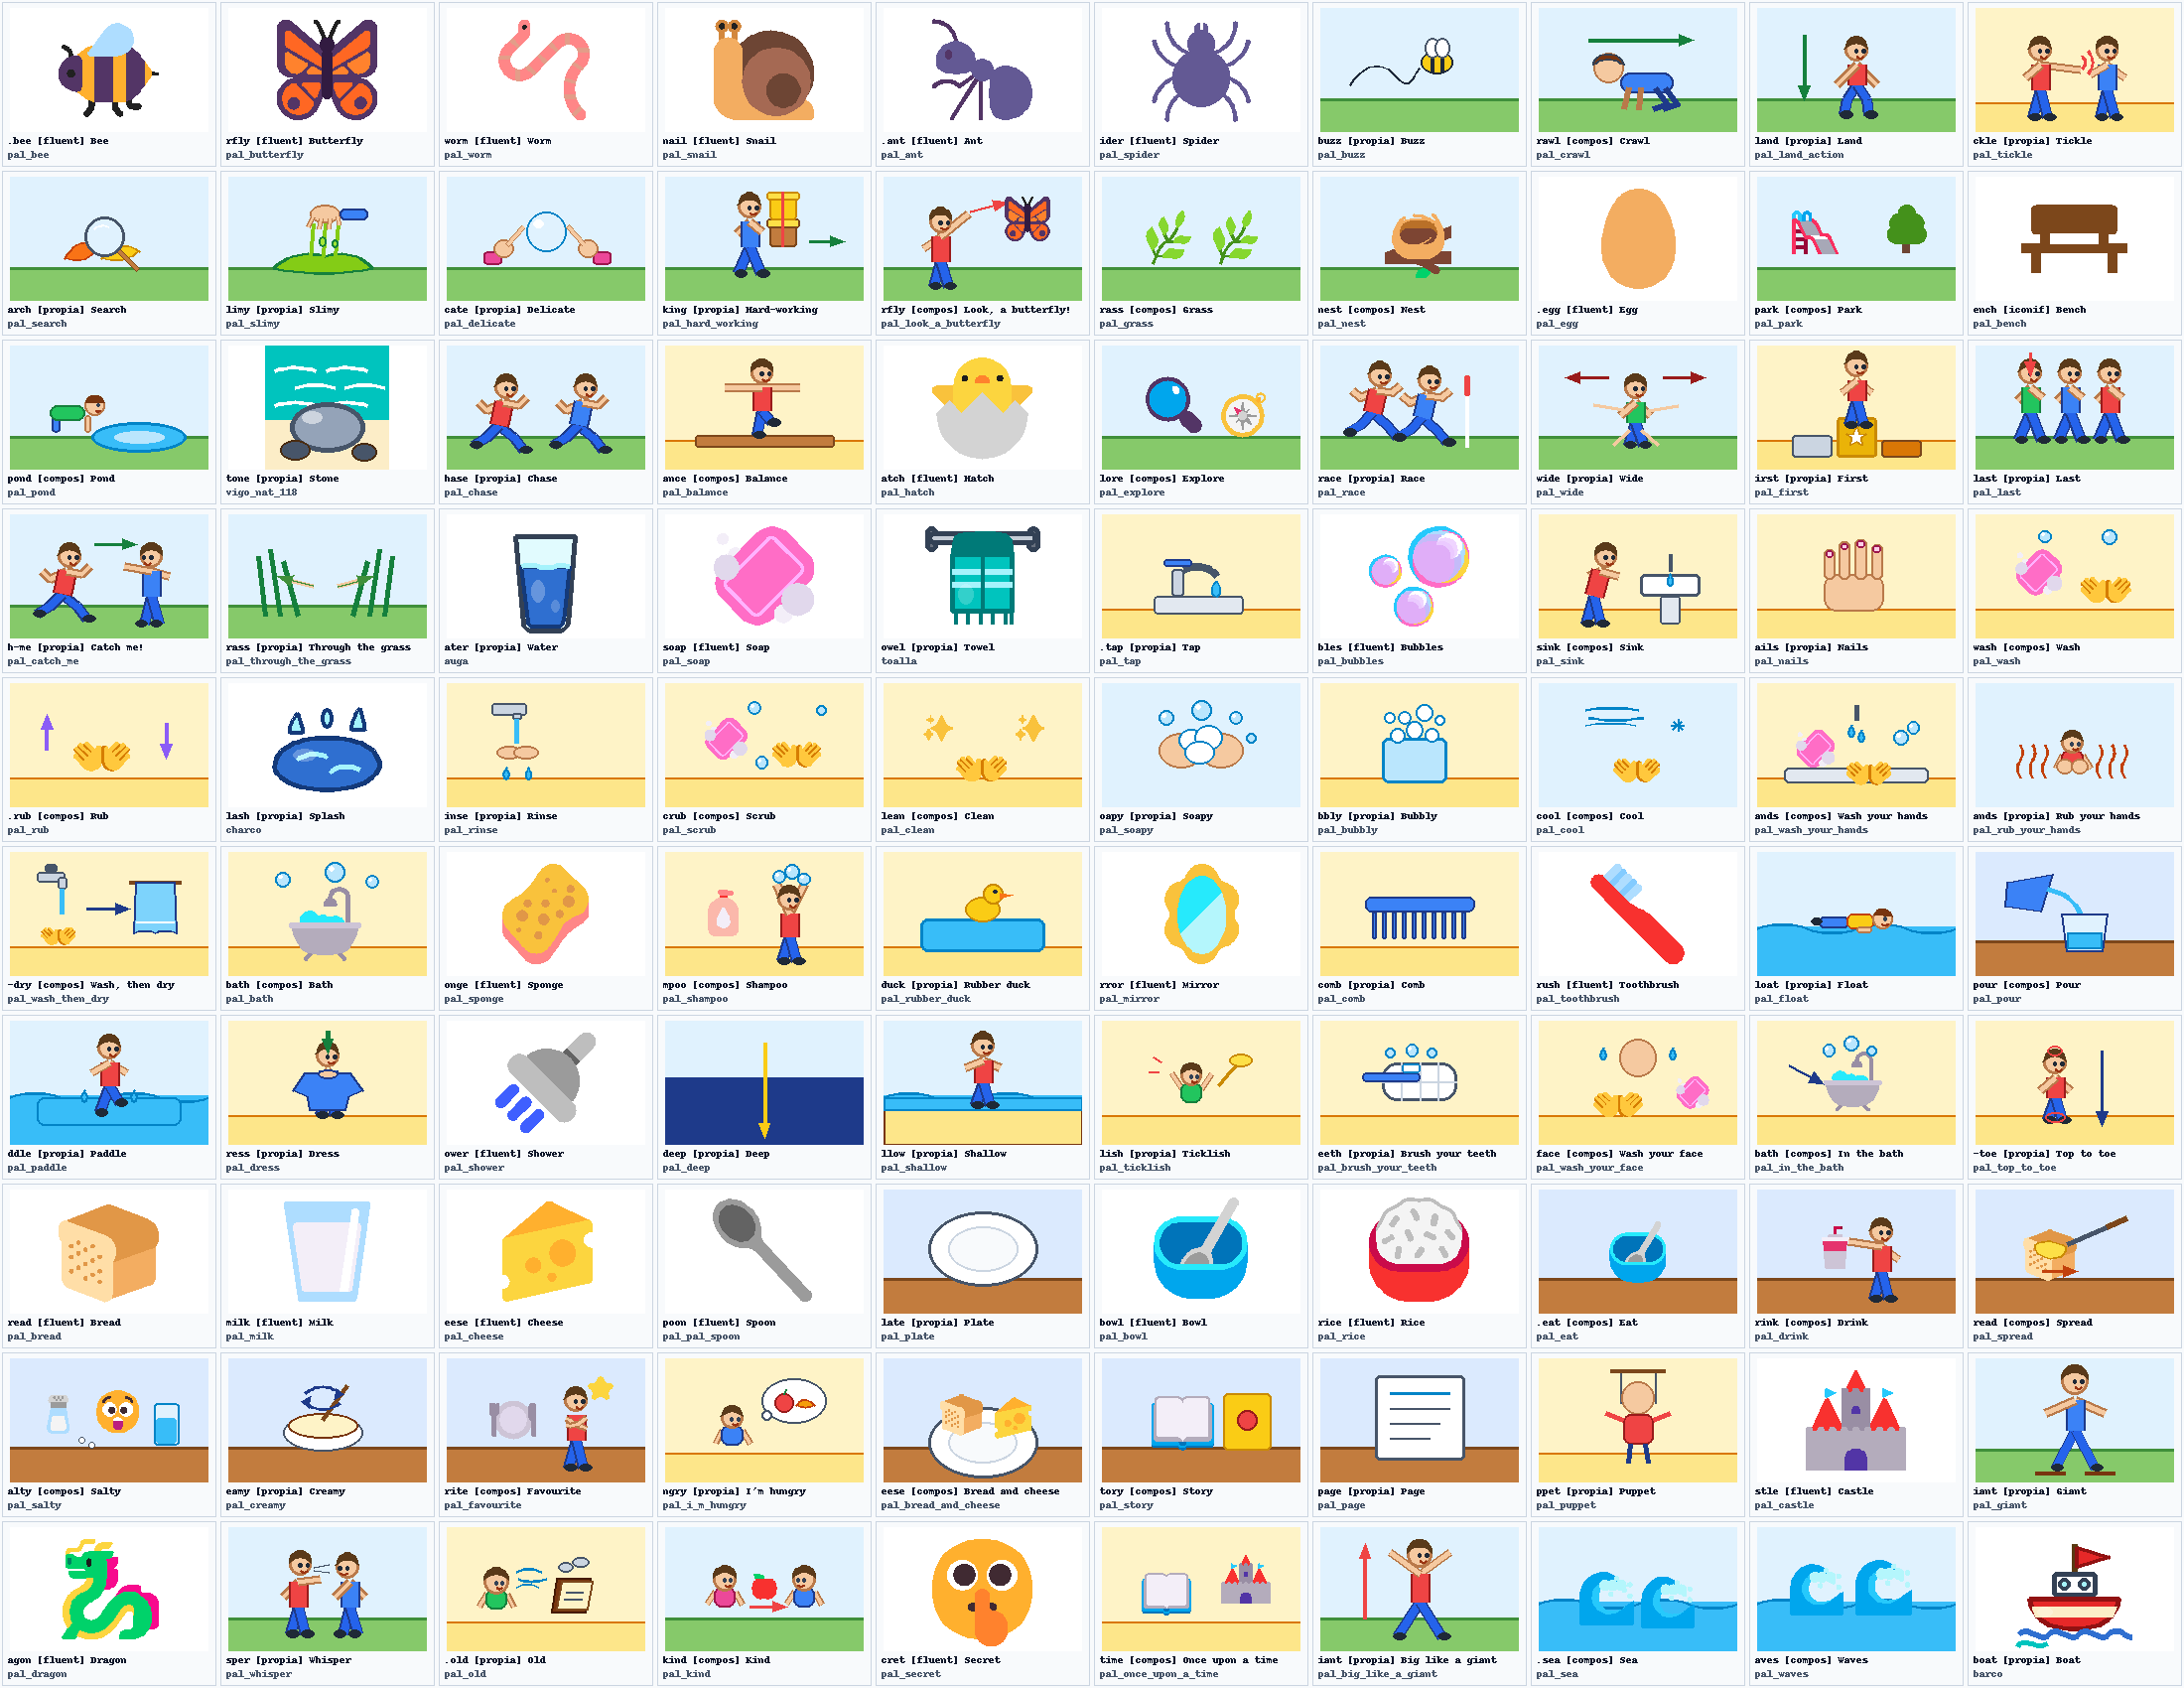 .bee [fluent] Bee
pal_bee
rfly [fluent] Butterfly
pal_butterfly
worm [fluent] Worm
pal_worm
nail [fluent] Snail
pal_snail
.ant [fluent] Ant
pal_ant
ider [fluent] Spider
pal_spider
buzz [propia] Buzz
pal_buzz
rawl [compos] Crawl
pal_crawl
land [propia] Land
pal_land_action
ckle [propia] Tickle
pal_tickle
arch [propia] Search
pal_search
limy [propia] Slimy
pal_slimy
cate [propia] Delicate
pal_delicate
king [propia] Hard-working
pal_hard_working
rfly [compos] Look, a butterfly!
pal_look_a_butterfly
rass [compos] Grass
pal_grass
nest [compos] Nest
pal_nest
.egg [fluent] Egg
pal_egg
park [compos] Park
pal_park
ench [iconif] Bench
pal_bench
pond [compos] Pond
pal_pond
tone [propia] Stone
vigo_nat_118
hase [propia] Chase
pal_chase
ance [compos] Balance
pal_balance
atch [fluent] Hatch
pal_hatch
lore [compos] Explore
pal_explore
race [propia] Race
pal_race
wide [propia] Wide
pal_wide
irst [propia] First
pal_first
last [propia] Last
pal_last
h-me [propia] Catch me!
pal_catch_me
rass [propia] Through the grass
pal_through_the_grass
ater [propia] Water
auga
soap [fluent] Soap
pal_soap
owel [propia] Towel
toalla
.tap [propia] Tap
pal_tap
bles [fluent] Bubbles
pal_bubbles
sink [compos] Sink
pal_sink
ails [propia] Nails
pal_nails
wash [compos] Wash
pal_wash
.rub [compos] Rub
pal_rub
lash [propia] Splash
charco
inse [propia] Rinse
pal_rinse
crub [compos] Scrub
pal_scrub
lean [compos] Clean
pal_clean
oapy [propia] Soapy
pal_soapy
bbly [propia] Bubbly
pal_bubbly
cool [compos] Cool
pal_cool
ands [compos] Wash your hands
pal_wash_your_hands
ands [propia] Rub your hands
pal_rub_your_hands
-dry [compos] Wash, then dry
pal_wash_then_dry
bath [compos] Bath
pal_bath
onge [fluent] Sponge
pal_sponge
mpoo [compos] Shampoo
pal_shampoo
duck [propia] Rubber duck
pal_rubber_duck
rror [fluent] Mirror
pal_mirror
comb [propia] Comb
pal_comb
rush [fluent] Toothbrush
pal_toothbrush
loat [propia] Float
pal_float
pour [compos] Pour
pal_pour
ddle [propia] Paddle
pal_paddle
ress [propia] Dress
pal_dress
ower [fluent] Shower
pal_shower
deep [propia] Deep
pal_deep
llow [propia] Shallow
pal_shallow
lish [propia] Ticklish
pal_ticklish
eeth [propia] Brush your teeth
pal_brush_your_teeth
face [compos] Wash your face
pal_wash_your_face
bath [compos] In the bath
pal_in_the_bath
-toe [propia] Top to toe
pal_top_to_toe
read [fluent] Bread
pal_bread
milk [fluent] Milk
pal_milk
eese [fluent] Cheese
pal_cheese
poon [fluent] Spoon
pal_pal_spoon
late [propia] Plate
pal_plate
bowl [fluent] Bowl
pal_bowl
rice [fluent] Rice
pal_rice
.eat [compos] Eat
pal_eat
rink [compos] Drink
pal_drink
read [compos] Spread
pal_spread
alty [compos] Salty
pal_salty
eamy [propia] Creamy
pal_creamy
rite [compos] Favourite
pal_favourite
ngry [propia] I'm hungry
pal_i_m_hungry
eese [compos] Bread and cheese
pal_bread_and_cheese
tory [compos] Story
pal_story
page [propia] Page
pal_page
ppet [propia] Puppet
pal_puppet
stle [fluent] Castle
pal_castle
iant [propia] Giant
pal_giant
agon [fluent] Dragon
pal_dragon
sper [propia] Whisper
pal_whisper
.old [propia] Old
pal_old
kind [compos] Kind
pal_kind
cret [fluent] Secret
pal_secret
time [compos] Once upon a time
pal_once_upon_a_time
iant [propia] Big like a giant
pal_big_like_a_giant
.sea [compos] Sea
pal_sea
aves [compos] Waves
pal_waves
boat [propia] Boat
barco